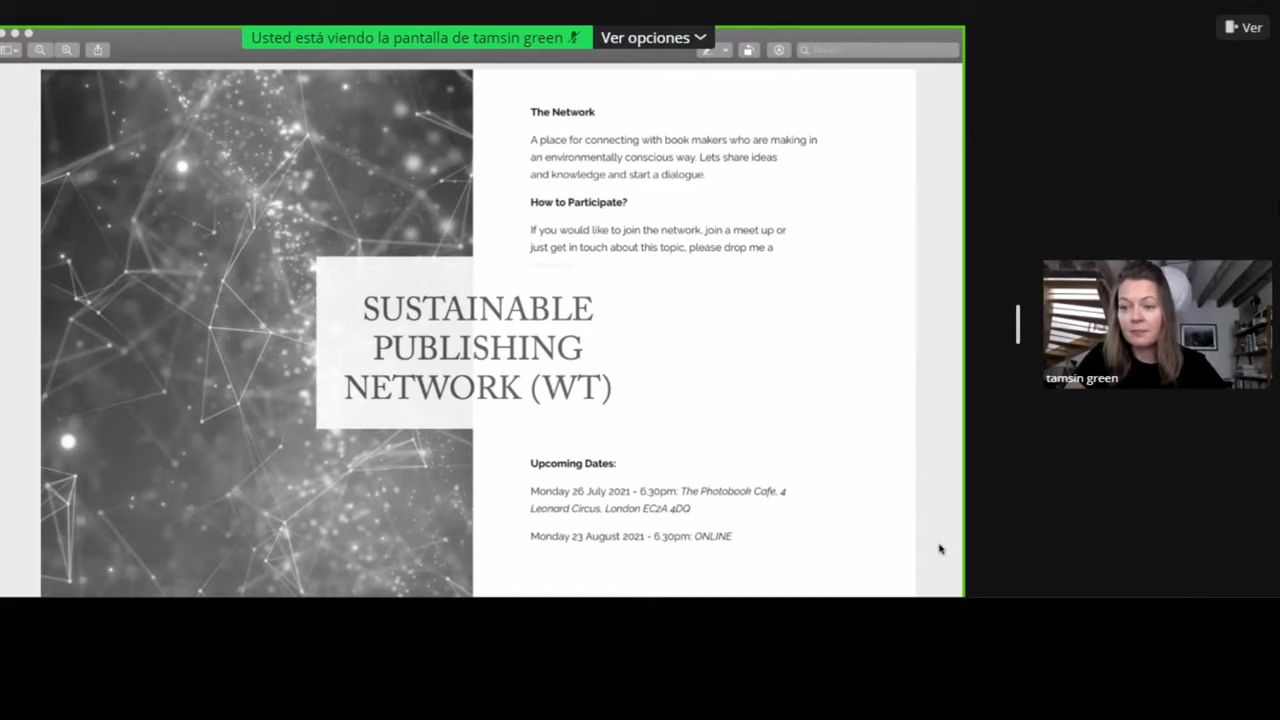 Usted está viendo la pantalla de tamsin green
Ver opciones
Ver
The Network
A place for connecting with book makers who are making in
an environmentally conscious way. Lets share ideas
and knowledge and start a dialogue.
How to Participate?
If you would like to join the network, join a meet up or
just get in touch about this topic, please drop me a
SUSTAINABLE
PUBLISHING
NETWORK (WT)
Upcoming Dates:
Monday 26 July 2021 - 6.30pm: The Photobook Cafe, 4
Leonard Circus, London EC2A 4DQ
Monday 23 August 2021 - 6.30pm: ONLINE
tamsin green